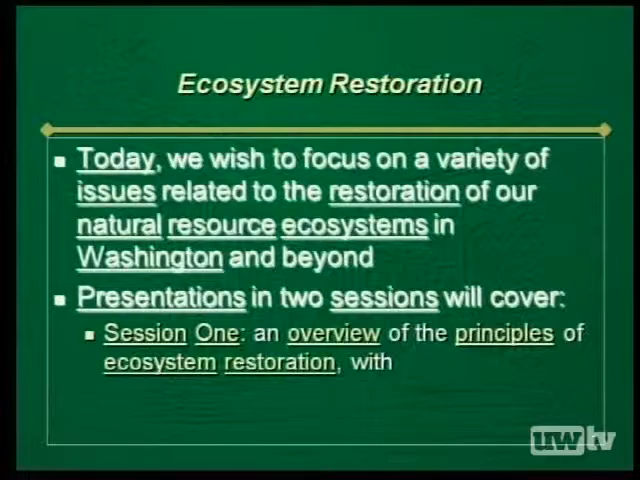 Ecosystem Restoration
Today, we wish to focus on a variety of
issues related to the restoration of our
natural resource ecosystems in
Washington and beyond
Presentations in two sessions will cover:
Session One: an overview of the principles of
ecosystem restoration, with
uwtv